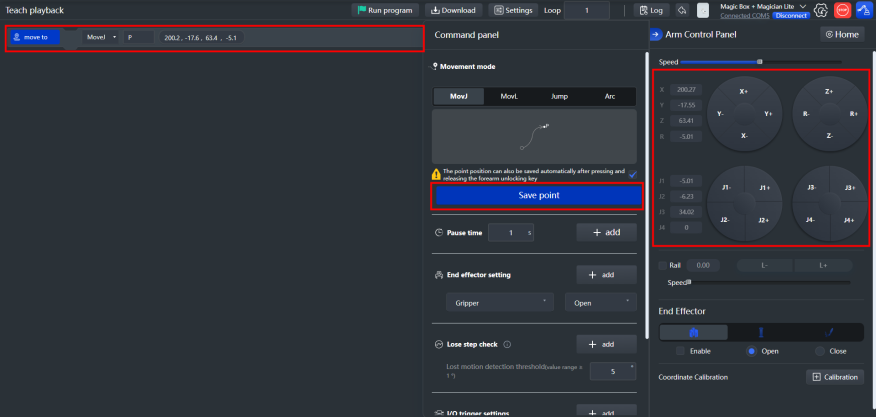 Teach playback
Run program
Download
Settings
Loop
1
Log
Magic Box + Magician Lite
Connected COM5
Disconnect
move to
MoveJ
P
200.2 , -17.6 , 63.4 , -5.1
Command panel
Movement mode
MovJ
MovL
Jump
Arc
P
The point position can also be saved automatically after pressing and
releasing the forearm unlocking key
Save point
Pause time
1 s
+ add
End effector setting
+ add
Gripper
Open
Lose step check
+ add
Lost motion detection threshold(value range ≥
1 °)
5 °
I/O trigger settings
+ add
Arm Control Panel
Home
Speed
X 200.27
Y -17.55
Z 63.41
R -5.01
X+
Y- Y+
X-
Z+
R- R+
Z-
J1 -5.01
J2 -6.23
J3 34.02
J4 0
J1- J1+
J2- J2+
J3- J3+
J4- J4+
Rail 0.00 L- L+
Speed
End Effector
Enable
Open
Close
Coordinate Calibration
Calibration